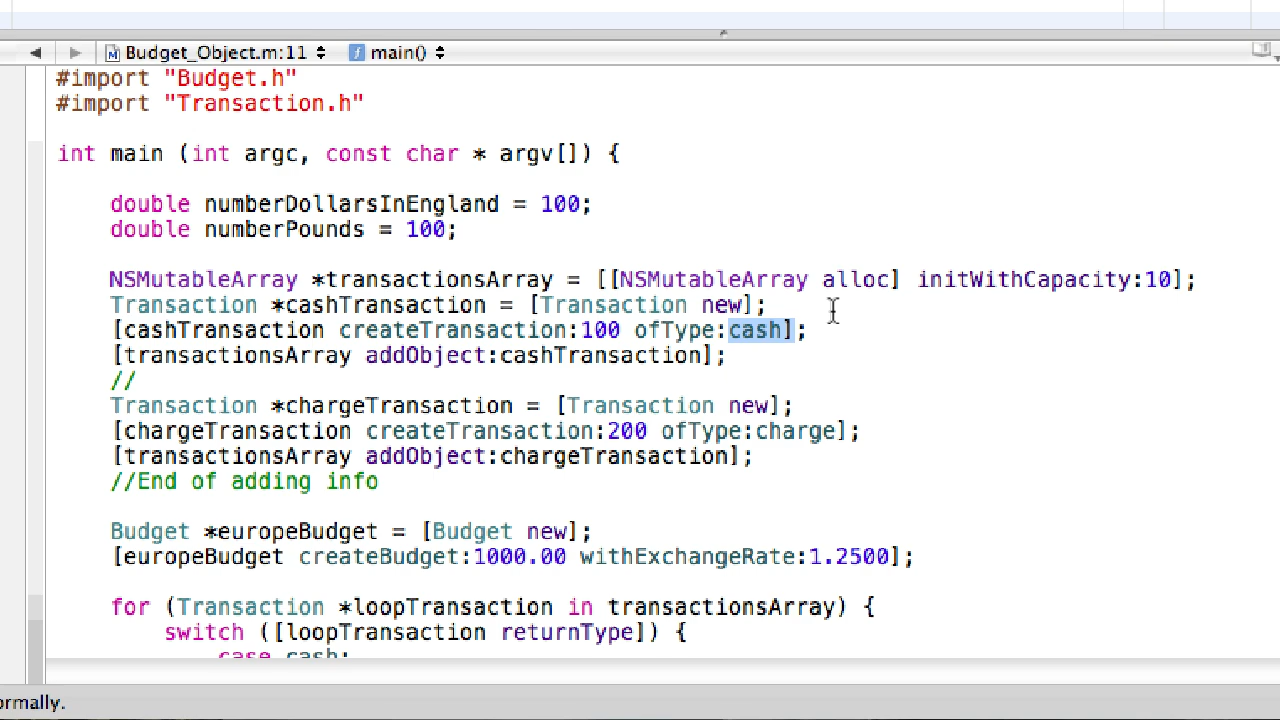 Budget_Object.m:11 main()
#import "Budget.h"
#import "Transaction.h"
int main (int argc, const char * argv[]) {
double numberDollarsInEngland = 100;
double numberPounds = 100;
NSMutableArray *transactionsArray = [[NSMutableArray alloc] initWithCapacity:10];
Transaction *cashTransaction = [Transaction new];
[cashTransaction createTransaction:100 ofType:cash];
[transactionsArray addObject:cashTransaction];
//
Transaction *chargeTransaction = [Transaction new];
[chargeTransaction createTransaction:200 ofType:charge];
[transactionsArray addObject:chargeTransaction];
//End of adding info
Budget *europeBudget = [Budget new];
[europeBudget createBudget:1000.00 withExchangeRate:1.2500];
for (Transaction *loopTransaction in transactionsArray) {
switch ([loopTransaction returnType]) {
case cash:
ormally.